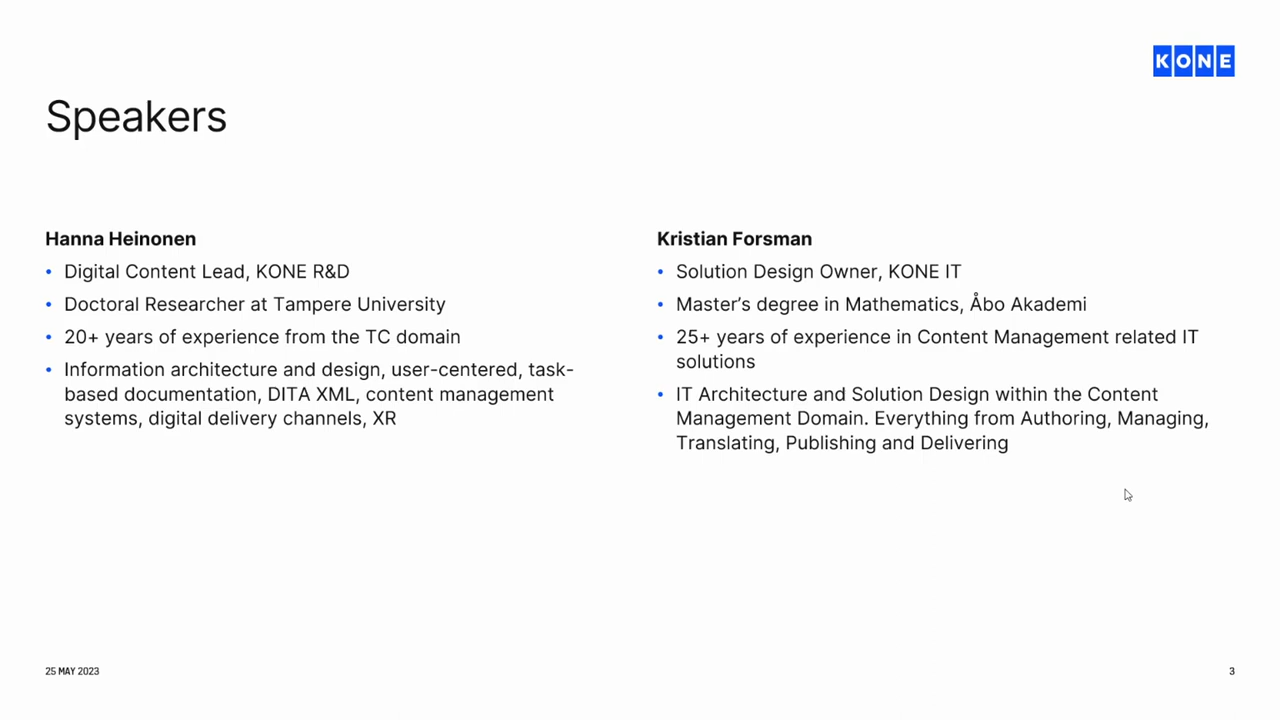 KONE
Speakers
Hanna Heinonen
• Digital Content Lead, KONE R&D
• Doctoral Researcher at Tampere University
• 20+ years of experience from the TC domain
• Information architecture and design, user-centered, task-
based documentation, DITA XML, content management
systems, digital delivery channels, XR
Kristian Forsman
• Solution Design Owner, KONE IT
• Master’s degree in Mathematics, Åbo Akademi
• 25+ years of experience in Content Management related IT
solutions
• IT Architecture and Solution Design within the Content
Management Domain. Everything from Authoring, Managing,
Translating, Publishing and Delivering
25 MAY 2023
3